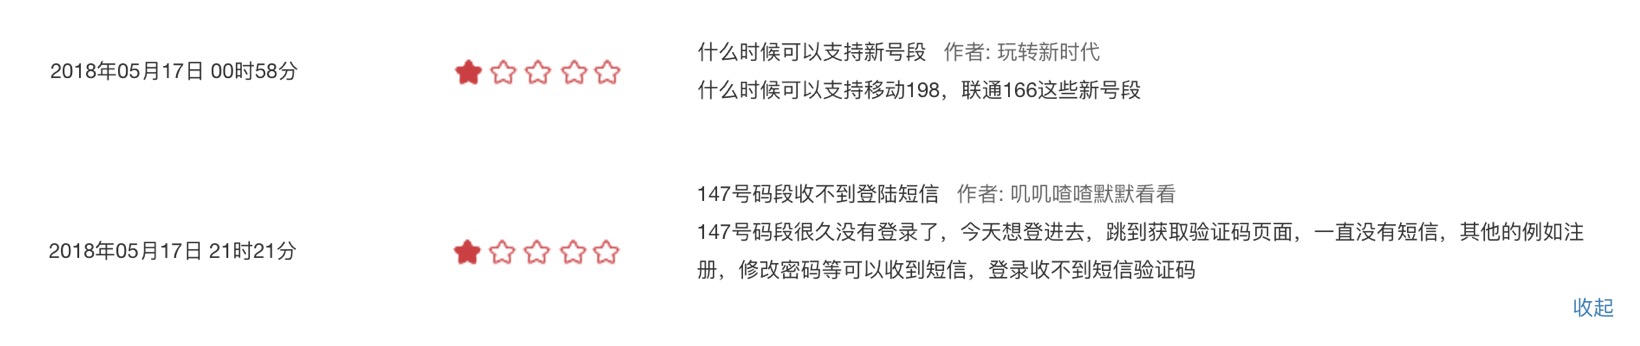 2018年05月17日 00时58分
什么时候可以支持新号段 作者: 玩转新时代
什么时候可以支持移动198，联通166这些新号段
2018年05月17日 21时21分
147号码段收不到登陆短信 作者: 叽叽喳喳默默看看
147号码段很久没有登录了，今天想登进去，跳到获取验证码页面，一直没有短信，其他的例如注
册，修改密码等可以收到短信，登录收不到短信验证码
收起